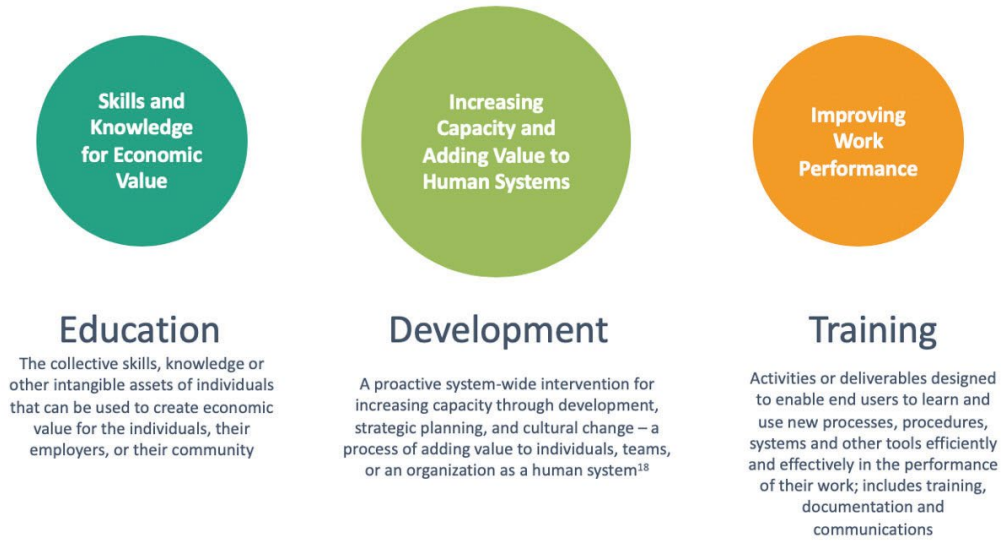 Skills and
Knowledge
for Economic
Value
Increasing
Capacity and
Adding Value to
Human Systems
Improving
Work
Performance
Education
The collective skills, knowledge or
other intangible assets of individuals
that can be used to create economic
value for the individuals, their
employers, or their community
Development
A proactive system-wide intervention for
increasing capacity through development,
strategic planning, and cultural change – a
process of adding value to individuals, teams,
or an organization as a human system¹⁸
Training
Activities or deliverables designed
to enable end users to learn and
use new processes, procedures,
systems and other tools efficiently
and effectively in the performance
of their work; includes training,
documentation and
communications